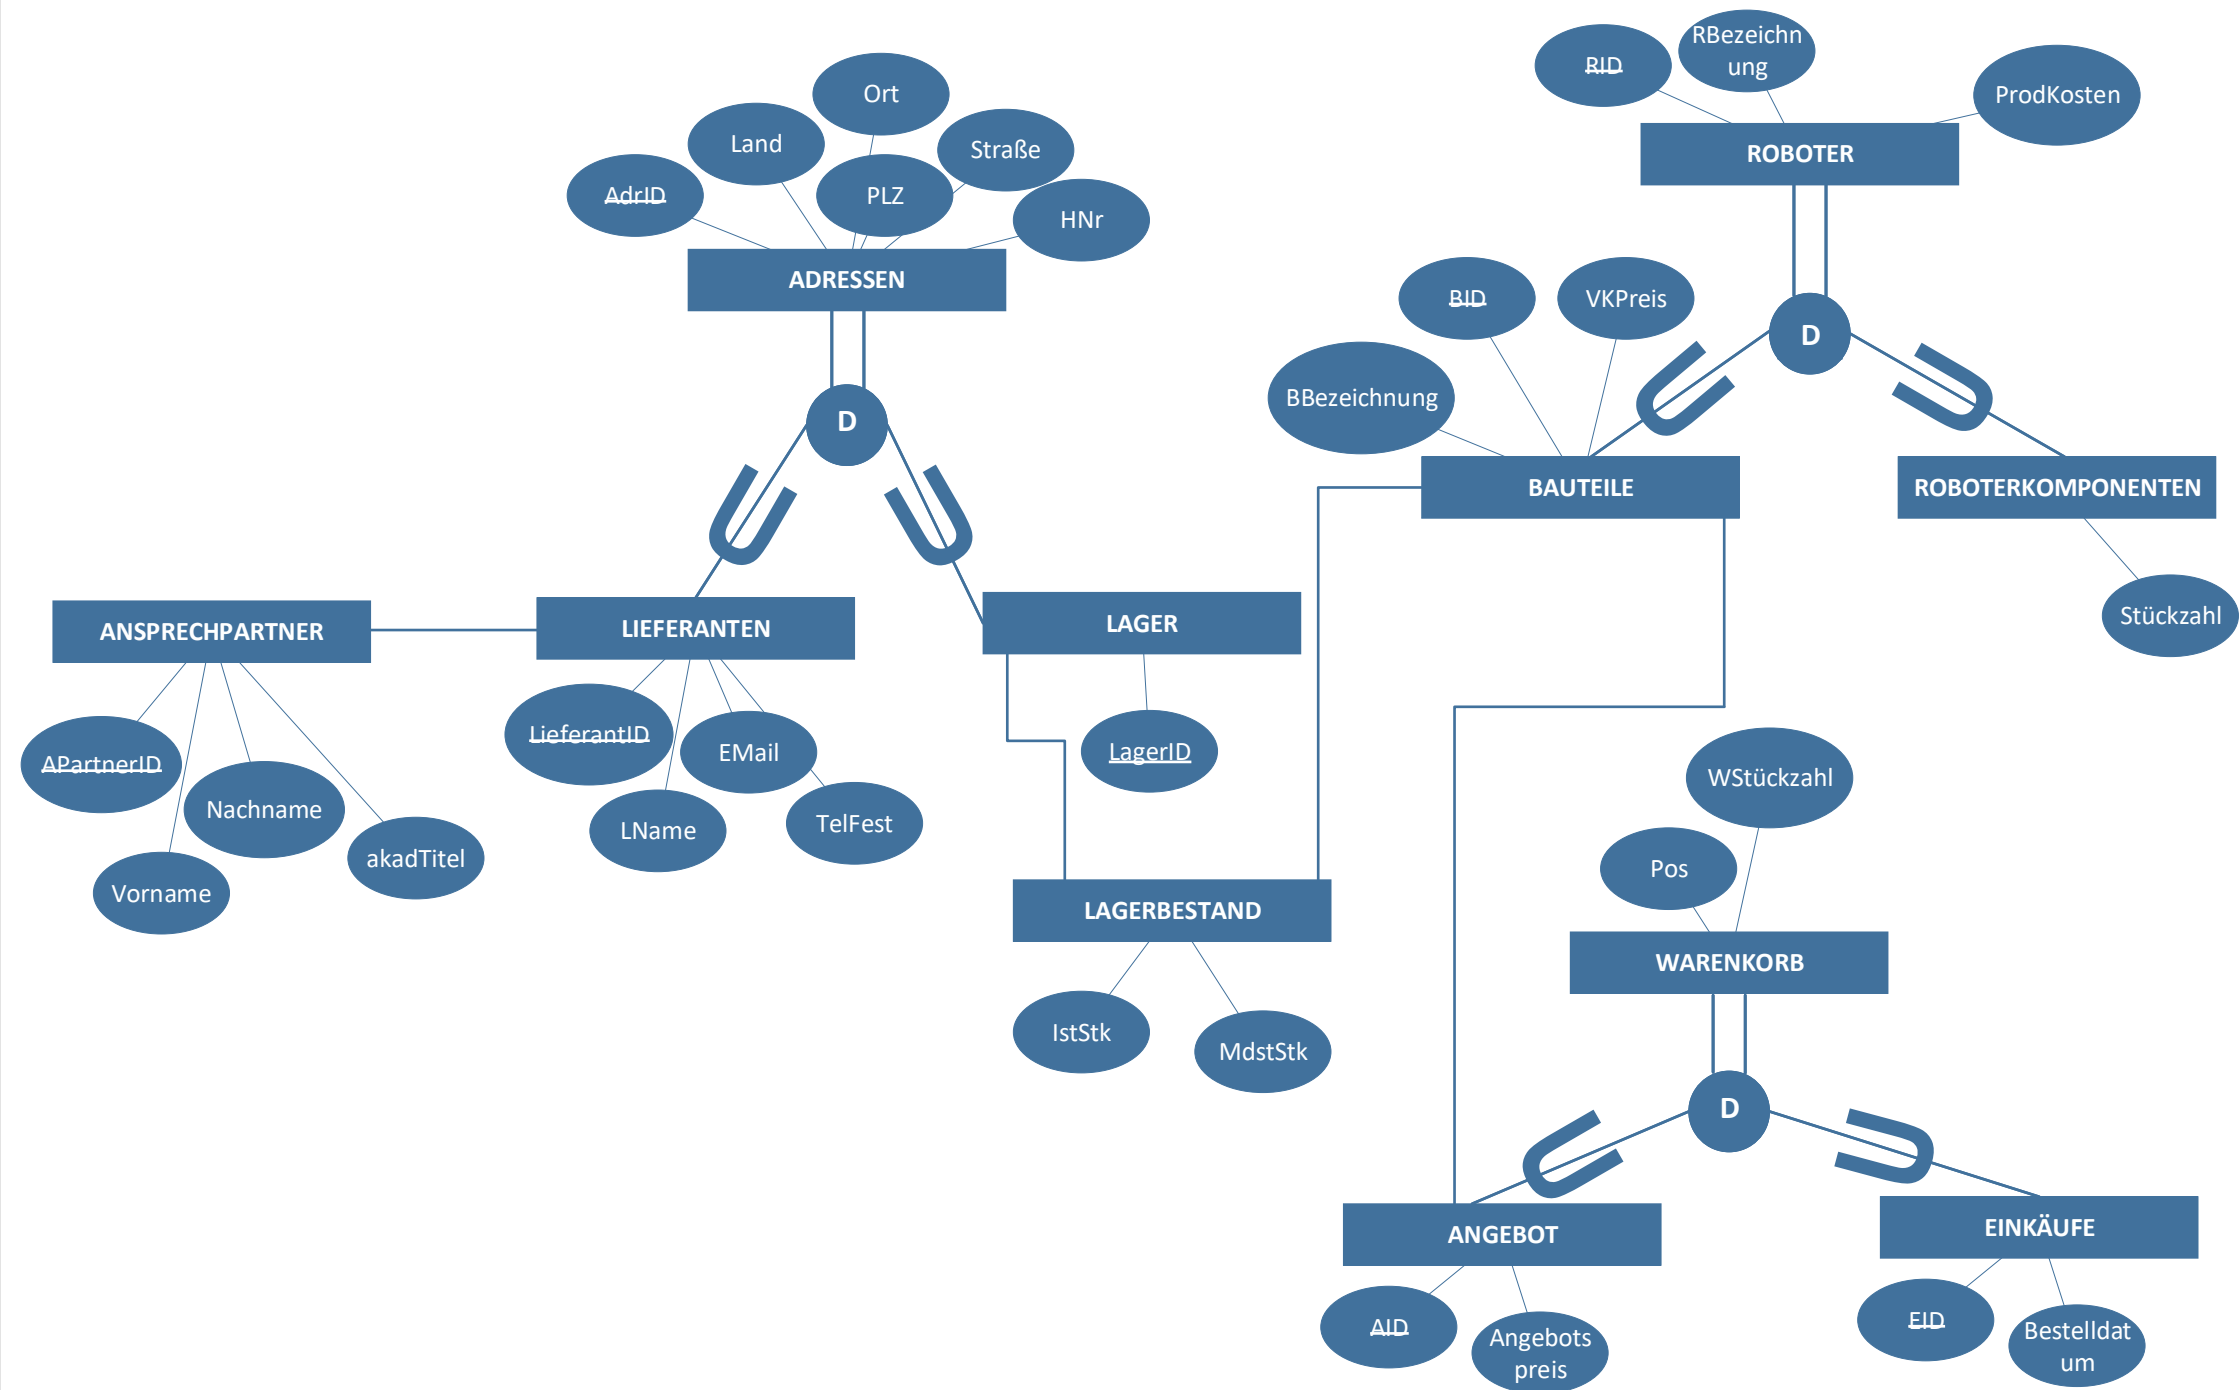 RBezeichn
ung
RID
ProdKosten
ROBOTER
D
Ort
Land
Straße
AdrID
PLZ
HNr
ADRESSEN
D
BID
VKPreis
BBezeichnung
BAUTEILE
ROBOTERKOMPONENTEN
Stückzahl
ANSPRECHPARTNER
LIEFERANTEN
LAGER
APartnerID
Nachname
Vorname
akadTitel
LieferantID
EMail
LName
TelFest
LagerID
LAGERBESTAND
IstStk
MdstStk
WStückzahl
Pos
WARENKORB
D
ANGEBOT
EINKÄUFE
AID
Angebots
preis
EID
Bestelldat
um